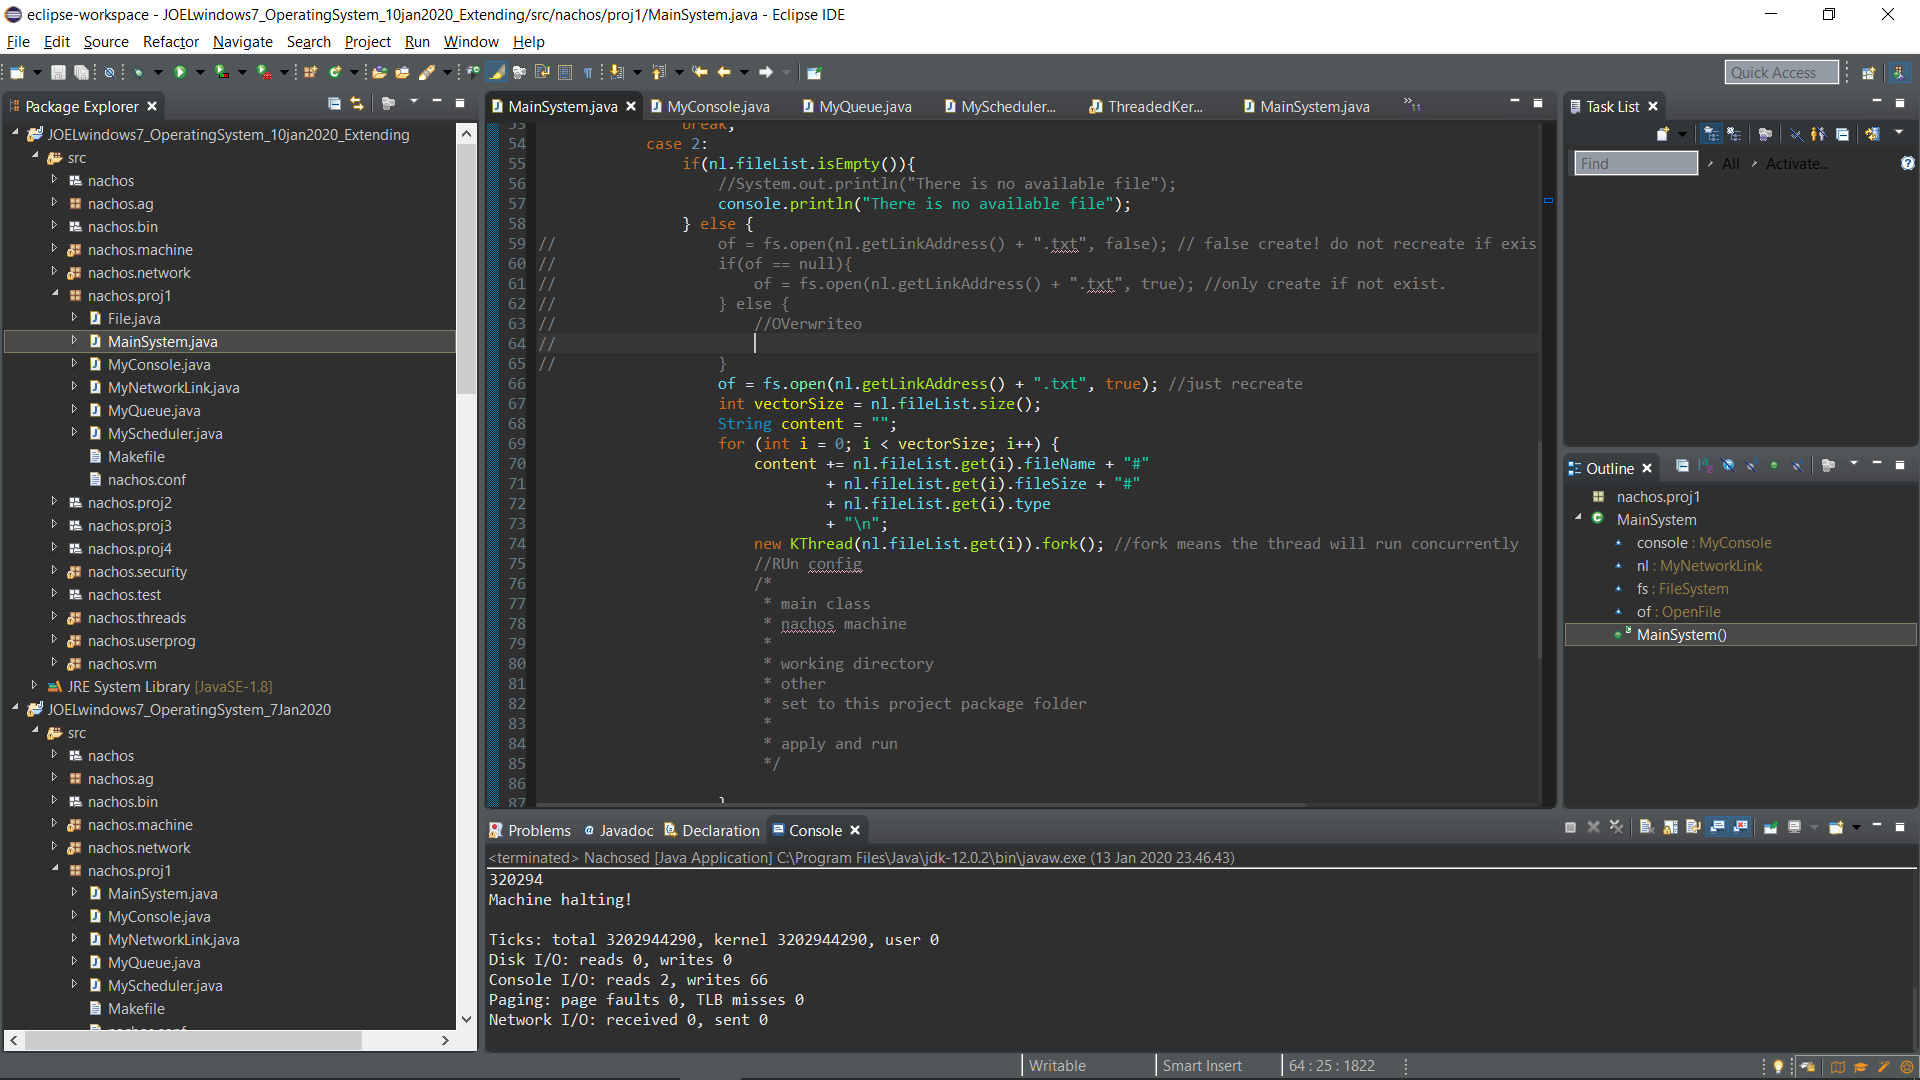 eclipse-workspace - JOELwindows7_OperatingSystem_10jan2020_Extending/src/nachos/proj1/MainSystem.java - Eclipse IDE
File Edit Source Refactor Navigate Search Project Run Window Help
Quick Access
Package Explorer
JOELwindows7_OperatingSystem_10jan2020_Extending
src
nachos
nachos.ag
nachos.bin
nachos.machine
nachos.network
nachos.proj1
File.java
MainSystem.java
MyConsole.java
MyNetworkLink.java
MyQueue.java
MyScheduler.java
Makefile
nachos.conf
nachos.proj2
nachos.proj3
nachos.proj4
nachos.security
nachos.test
nachos.threads
nachos.userprog
nachos.vm
JRE System Library [JavaSE-1.8]
JOELwindows7_OperatingSystem_7Jan2020
src
nachos
nachos.ag
nachos.bin
nachos.machine
nachos.network
nachos.proj1
MainSystem.java
MyConsole.java
MyNetworkLink.java
MyQueue.java
MyScheduler.java
Makefile
nachos.conf
MainSystem.java MyConsole.java MyQueue.java MyScheduler... ThreadedKer... MainSystem.java »11
53 break;
54 case 2:
55 if(nl.fileList.isEmpty()){
56 //System.out.println("There is no available file");
57 console.println("There is no available file");
58 } else {
59 // of = fs.open(nl.getLinkAddress() + ".txt", false); // false create! do not recreate if exis
60 // if(of == null){
61 // of = fs.open(nl.getLinkAddress() + ".txt", true); //only create if not exist.
62 // } else {
63 // //OVerwriteo
64 //
65 // }
66 of = fs.open(nl.getLinkAddress() + ".txt", true); //just recreate
67 int vectorSize = nl.fileList.size();
68 String content = "";
69 for (int i = 0; i < vectorSize; i++) {
70 content += nl.fileList.get(i).fileName + "#"
71 + nl.fileList.get(i).fileSize + "#"
72 + nl.fileList.get(i).type
73 + "\n";
74 new KThread(nl.fileList.get(i)).fork(); //fork means the thread will run concurrently
75 //RUn config
76 /*
77 * main class
78 * nachos machine
79 *
80 * working directory
81 * other
82 * set to this project package folder
83 *
84 * apply and run
85 */
86
87 }
Task List
Find All Activate...
Outline
nachos.proj1
MainSystem
console : MyConsole
nl : MyNetworkLink
fs : FileSystem
of : OpenFile
MainSystem()
Problems Javadoc Declaration Console
<terminated> Nachosed [Java Application] C:\Program Files\Java\jdk-12.0.2\bin\javaw.exe (13 Jan 2020 23.46.43)
320294
Machine halting!
Ticks: total 3202944290, kernel 3202944290, user 0
Disk I/O: reads 0, writes 0
Console I/O: reads 2, writes 66
Paging: page faults 0, TLB misses 0
Network I/O: received 0, sent 0
Writable Smart Insert 64 : 25 : 1822